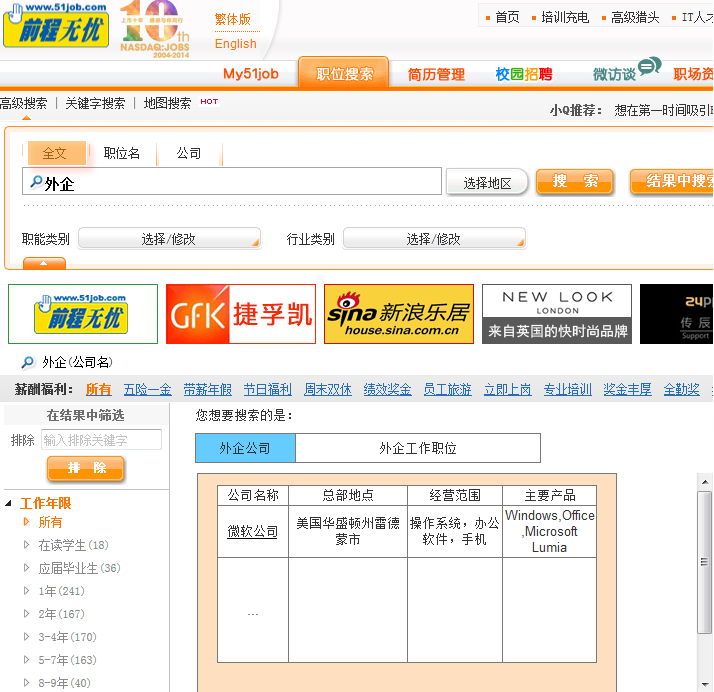 www.51job.com
前程无忧
上市十年 感恩与你同行
10th
NASDAQ:JOBS
2004-2014
繁体版
English
首页 培训充电 高级猎头 IT人才
My51job 职位搜索 简历管理 校园招聘 微访谈 职场资
高级搜索 | 关键字搜索 | 地图搜索 HOT
小Q推荐： 想在第一时间吸引
全文 职位名 公司
外企 选择地区 搜 索 结果中搜索
职能类别 选择/修改 行业类别 选择/修改
www.51job.com
前程无忧
GFK 捷孚凯
sina 新浪乐居
house.sina.com.cn
NEW LOOK
LONDON
来自英国的快时尚品牌
24P
传 辰
Support
外企(公司名)
薪酬福利： 所有 五险一金 带薪年假 节日福利 周末双休 绩效奖金 员工旅游 立即上岗 专业培训 奖金丰厚 全勤奖
在结果中筛选
排除 输入排除关键字
排 除
工作年限
所有
在读学生(18)
应届毕业生(36)
1年(241)
2年(167)
3-4年(170)
5-7年(163)
8-9年(40)
您想要搜索的是：
外企公司 外企工作职位
公司名称 总部地点 经营范围 主要产品
微软公司
美国华盛顿州雷德
蒙市
操作系统，办公
软件，手机
Windows,Office
,Microsoft
Lumia
...